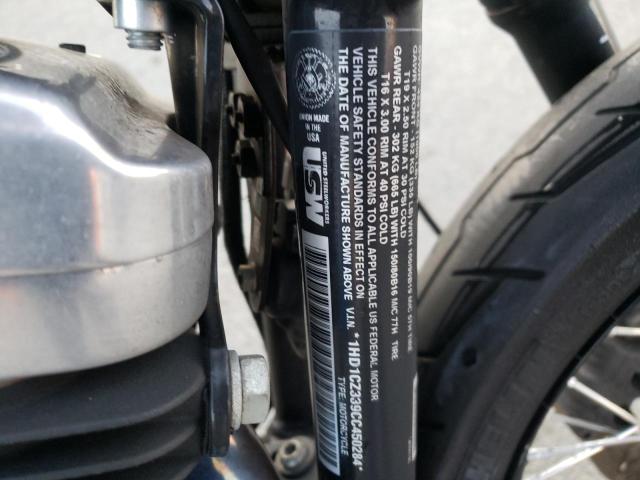 GAWR REAR - 302 KG (665 LB) WITH 150/80B16 M/C 77H TIRE
T16 X 3.00 RIM AT 40 PSI Cold
THIS VEHICLE CONFORMS TO ALL APPLICABLE US FEDERAL MOTOR
VEHICLE SAFETY STANDARDS IN EFFECT ON
THE DATE OF MANUFACTURE SHOWN ABOVE V.I.N. *1HD1CZ339CC450284*
TYPE: MOTORCYCLE
UNION MADE
IN THE
USA
UNITED STEELWORKERS
USW